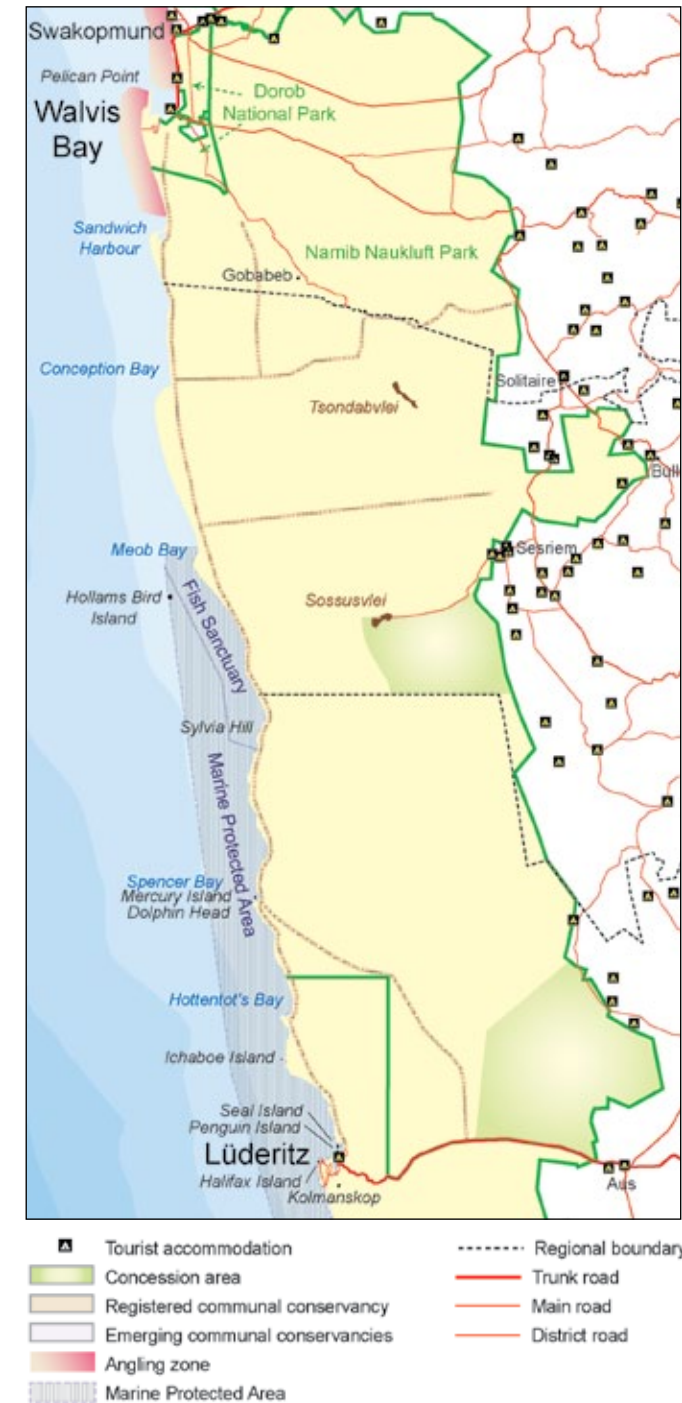 Swakopmund
Pelican Point
Dorob
National Park
Walvis
Bay
Sandwich
Harbour
Namib Naukluft Park
Gobabeb
Conception Bay
Solitaire
Tsondabvlei
Meob Bay
Sesriem
Hollams Bird
Island
Fish Sanctuary
Sossusvlei
Sylvia Hill
Marine Protected Area
Spencer Bay
Mercury Island
Dolphin Head
Hottentot's Bay
Ichaboe Island
Seal Island
Penguin Island
Lüderitz
Halifax Island
Kolmanskop
Aus
Tourist accommodation
Concession area
Registered communal conservancy
Emerging communal conservancies
Angling zone
Marine Protected Area
Regional boundary
Trunk road
Main road
District road